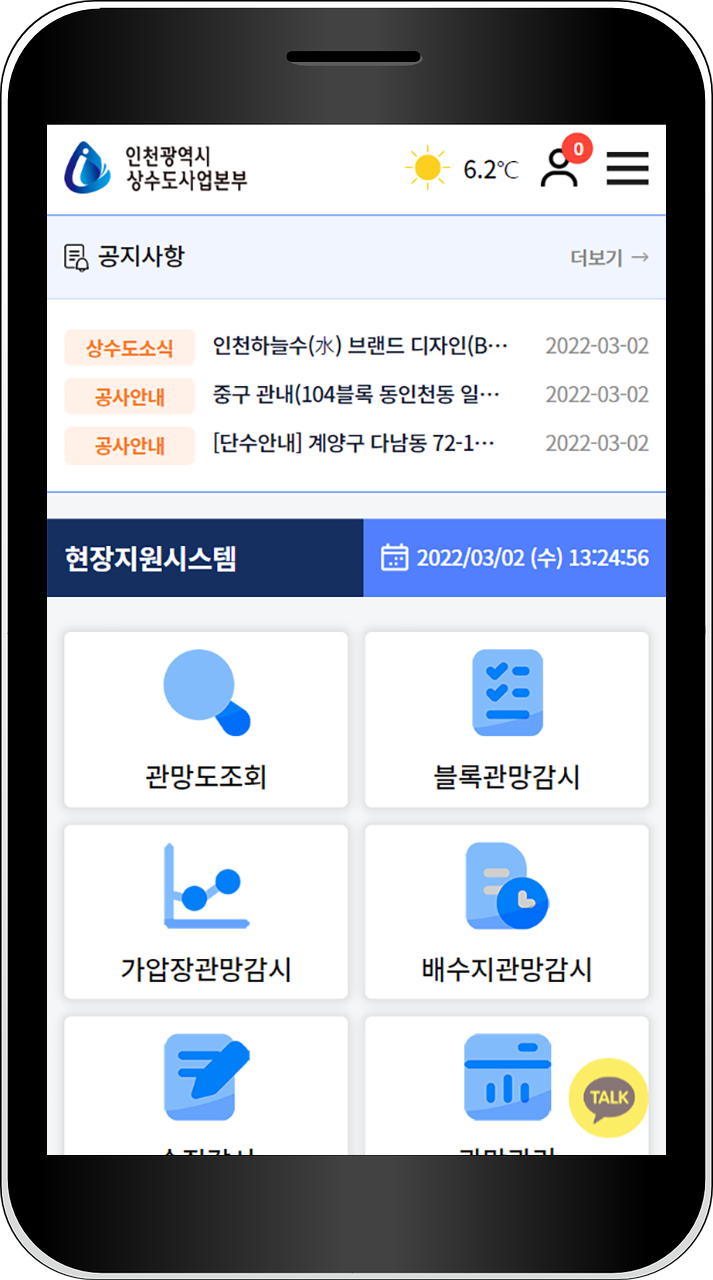 인천광역시
상수도사업본부
6.2℃
0
공지사항
더보기 →
상수도소식 인천하늘수(水) 브랜드 디자인(B··· 2022-03-02
공사안내 중구 관내(104블록 동인천동 일··· 2022-03-02
공사안내 [단수안내] 계양구 다남동 72-1··· 2022-03-02
현장지원시스템
2022/03/02 (수) 13:24:56
관망도조회
블록관망감시
가압장관망감시
배수지관망감시
TALK